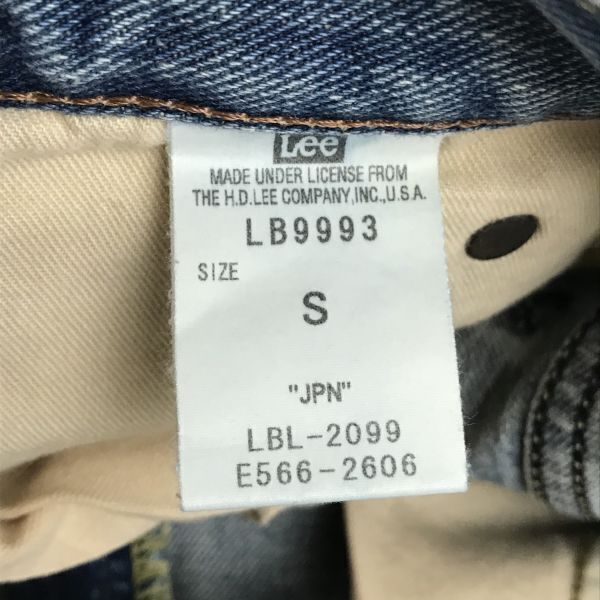 Lee
MADE UNDER LICENSE FROM
THE H.D.LEE COMPANY,INC.,U.S.A.
LB9993
SIZE
S
"JPN"
LBL-2099
E566-2606